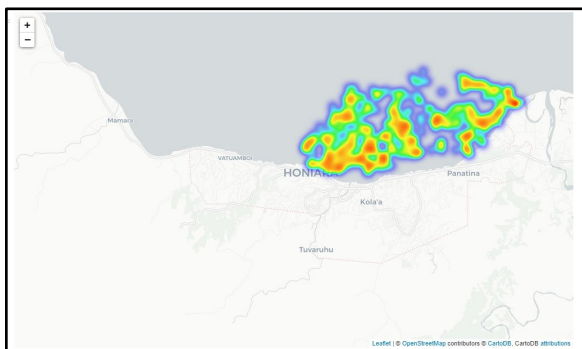 +
−
Mamara
VATUAMBOI
HONIARA
Panatina
Kola'a
Tuvaruhu
Leaflet | © OpenStreetMap contributors © CartoDB, CartoDB attributions